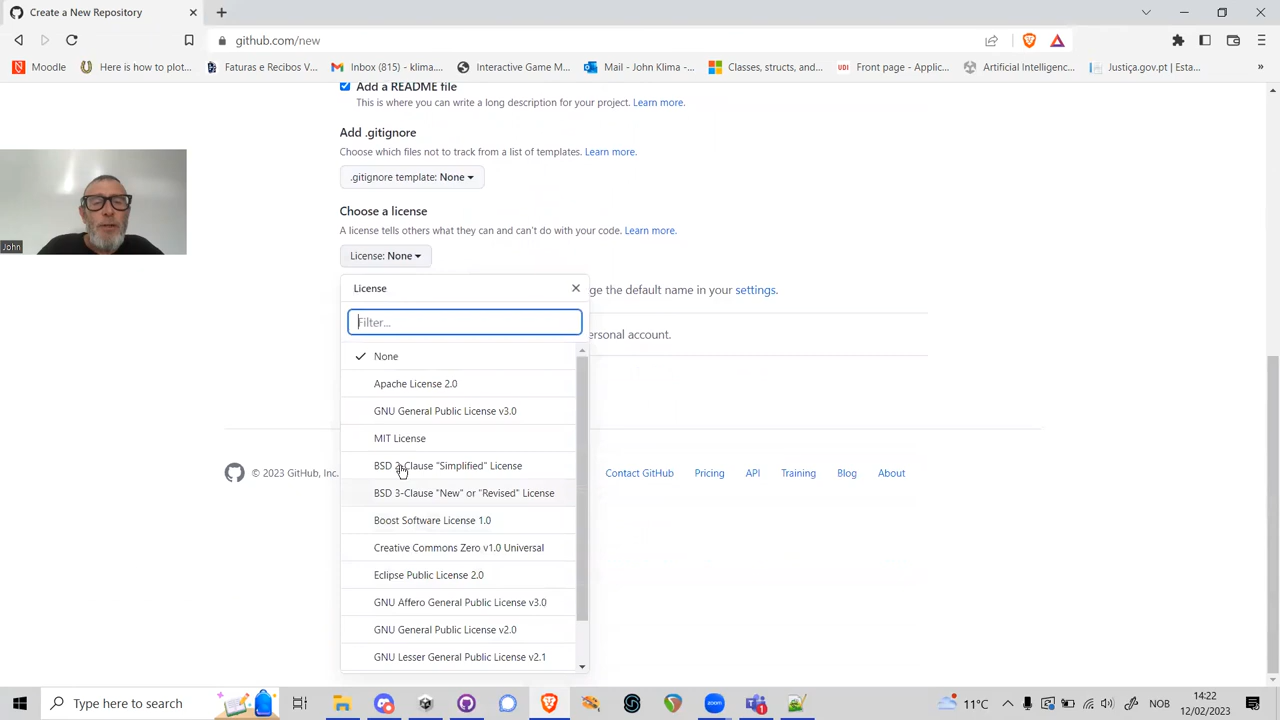 Create a New Repository
github.com/new
Moodle
Here is how to plot...
Faturas e Recibos V...
Inbox (815) - klima....
Interactive Game M...
Mail - John Klima -...
Classes, structs, and...
Front page - Applic...
Artificial Intelligenc...
Justiça.gov.pt | Esta...
Add a README file
This is where you can write a long description for your project. Learn more.
Add .gitignore
Choose which files not to track from a list of templates. Learn more.
.gitignore template: None
Choose a license
A license tells others what they can and can't do with your code. Learn more.
License: None
License
ge the default name in your settings.
Filter...
ersonal account.
None
Apache License 2.0
GNU General Public License v3.0
MIT License
BSD 2-Clause "Simplified" License
BSD 3-Clause "New" or "Revised" License
Boost Software License 1.0
Creative Commons Zero v1.0 Universal
Eclipse Public License 2.0
GNU Affero General Public License v3.0
GNU General Public License v2.0
GNU Lesser General Public License v2.1
© 2023 GitHub, Inc.
Contact GitHub
Pricing
API
Training
Blog
About
John
Type here to search
11°C
NOB
14:22
12/02/2023